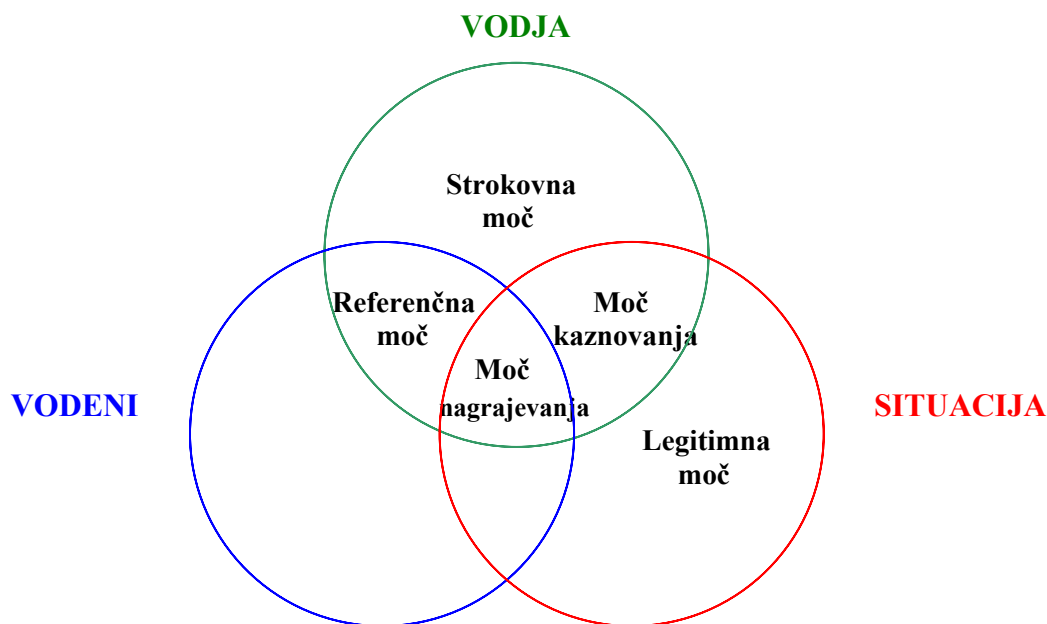 VODJA
Strokovna
moč
Referenčna
moč
Moč
kaznovanja
Moč
nagrajevanja
VODENI
SITUACIJA
Legitimna
moč